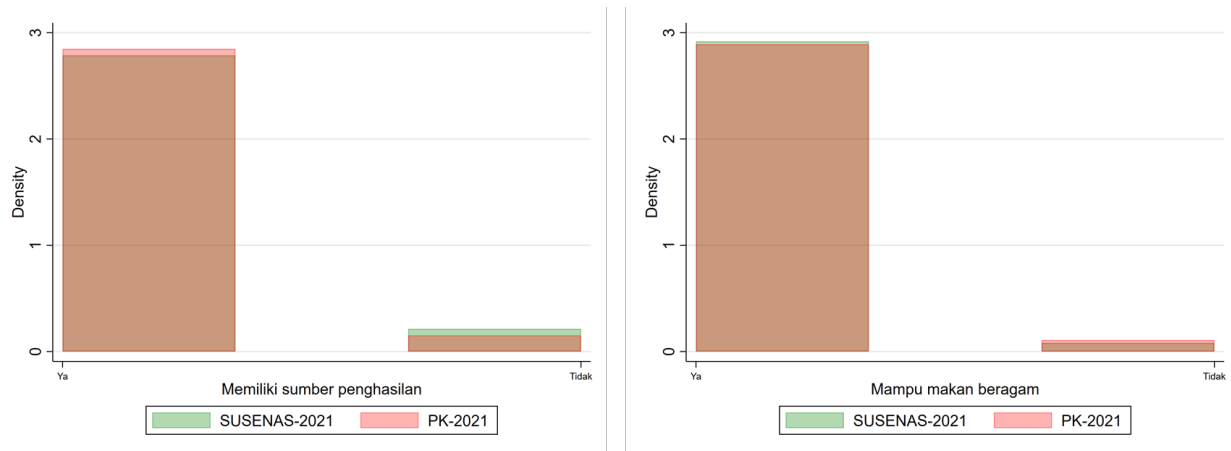 3
2
1
0
Density
Ya
Tidak
Memiliki sumber penghasilan
SUSENAS-2021
PK-2021
3
2
1
0
Density
Ya
Tidak
Mampu makan beragam
SUSENAS-2021
PK-2021